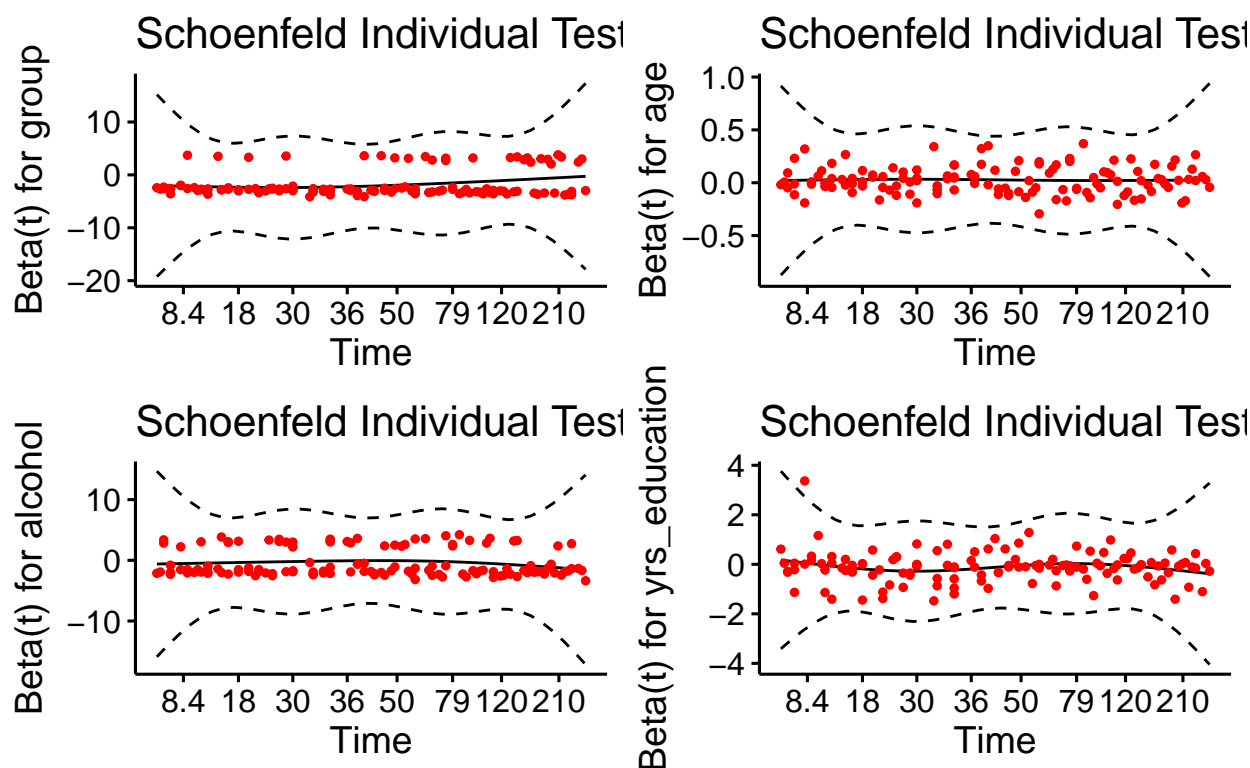 Schoenfeld Individual Test
Beta(t) for group
10
0
−10
−20
8.4 18 30 36 50 79 120 210
Time
Schoenfeld Individual Test
Beta(t) for age
1.0
0.5
0.0
−0.5
8.4 18 30 36 50 79 120 210
Time
Schoenfeld Individual Test
Beta(t) for alcohol
10
0
−10
8.4 18 30 36 50 79 120 210
Time
Schoenfeld Individual Test
Beta(t) for yrs_education
4
2
0
−2
−4
8.4 18 30 36 50 79 120 210
Time